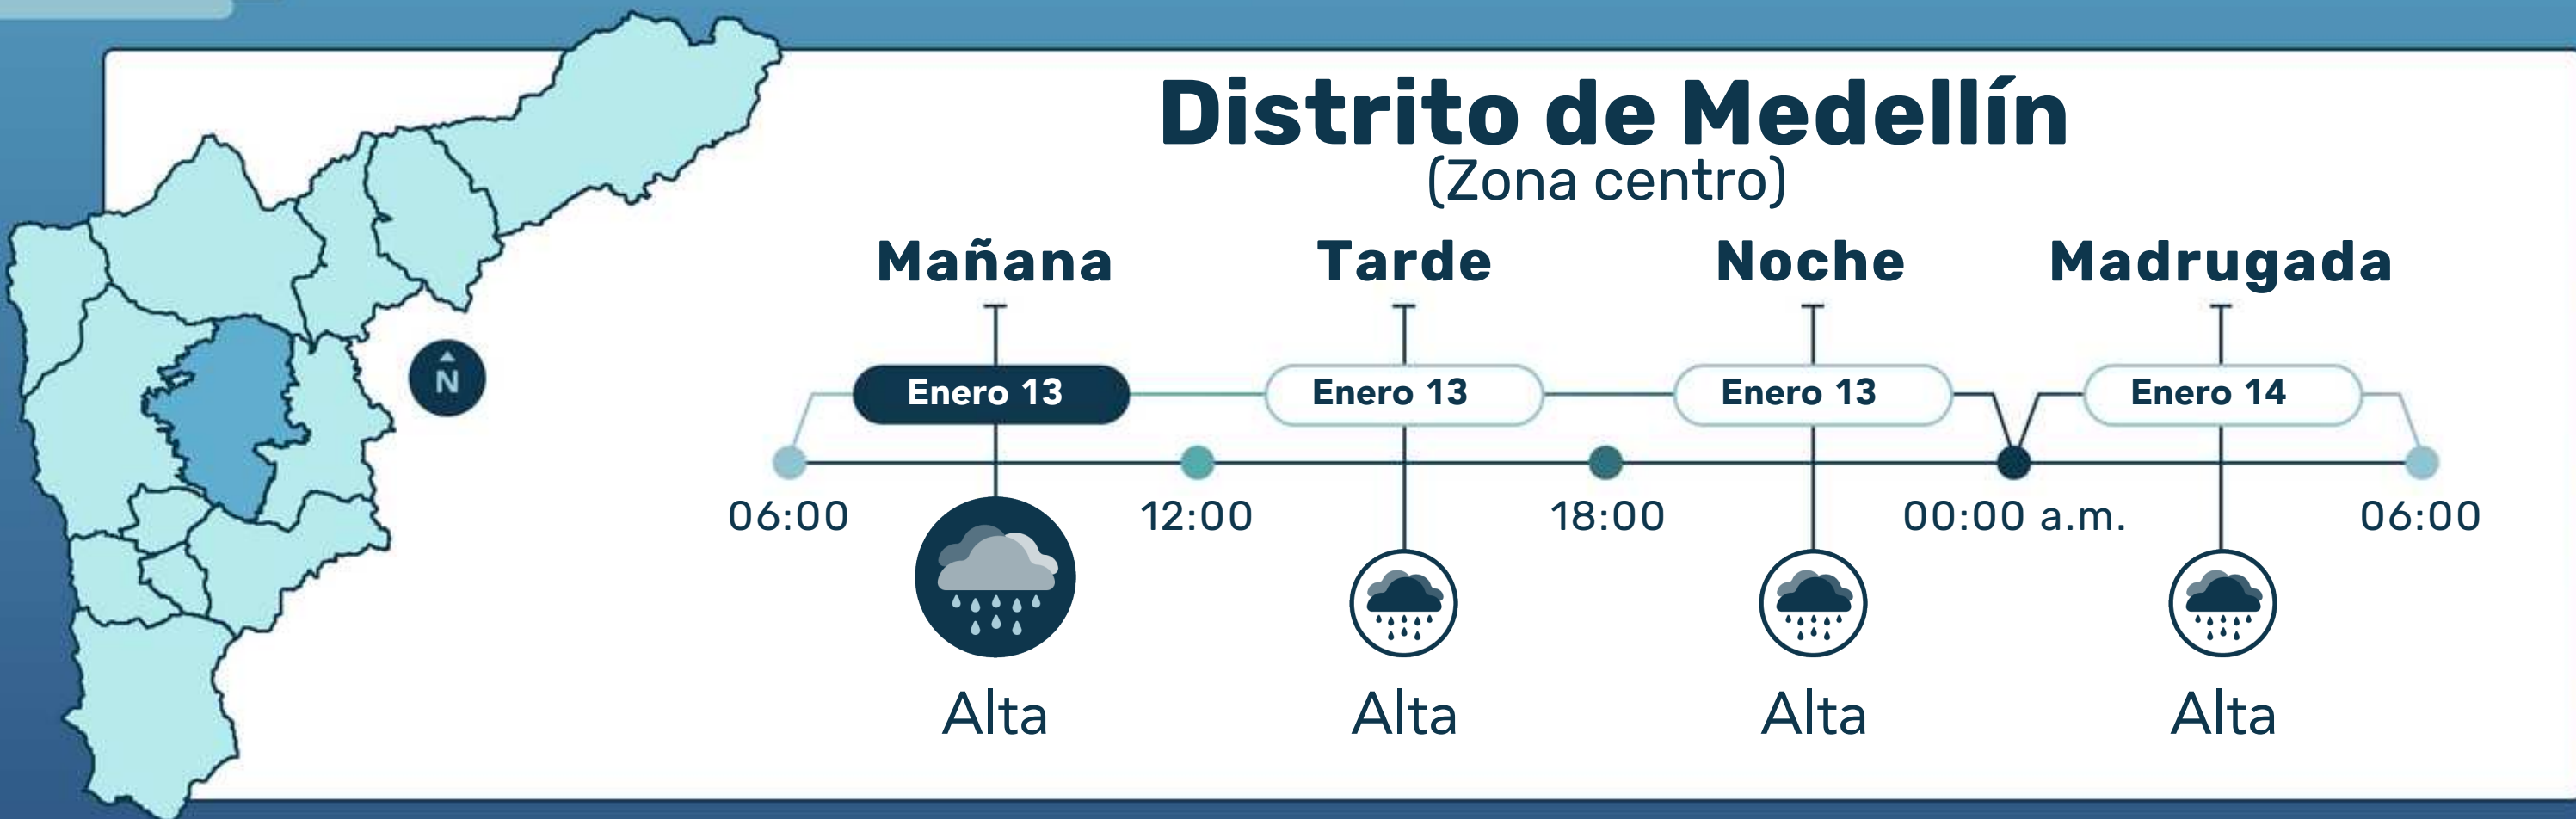 Distrito de Medellín
(Zona centro)
Mañana Tarde Noche Madrugada
Enero 13 Enero 13 Enero 13 Enero 14
N
06:00 12:00 18:00 00:00 a.m. 06:00
Alta Alta Alta Alta